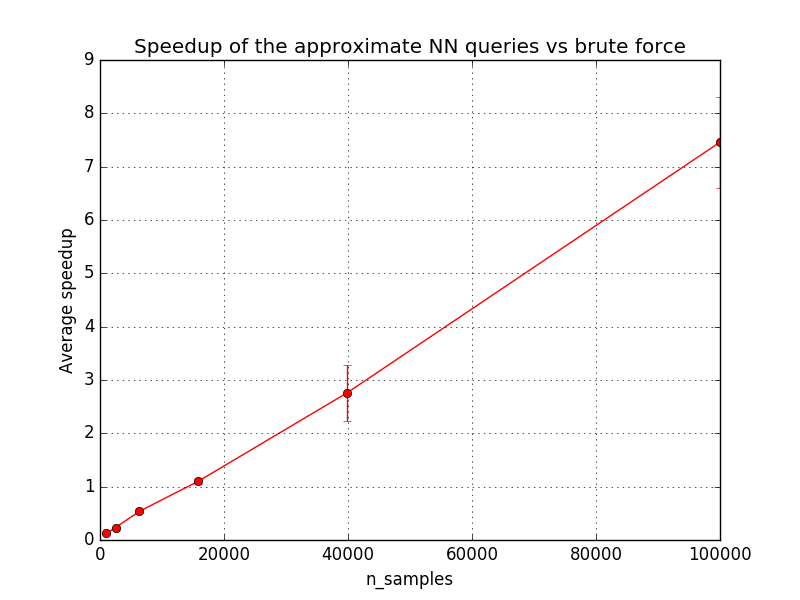 Speedup of the approximate NN queries vs brute force
9
8
7
6
5
4
3
2
1
0
Average speedup
0 20000 40000 60000 80000 100000
n_samples